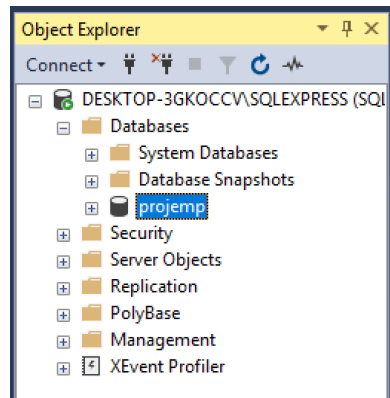 Object Explorer
Connect
DESKTOP-3GKOCCV\SQLEXPRESS (SQL
Databases
System Databases
Database Snapshots
projemp
Security
Server Objects
Replication
PolyBase
Management
XEvent Profiler